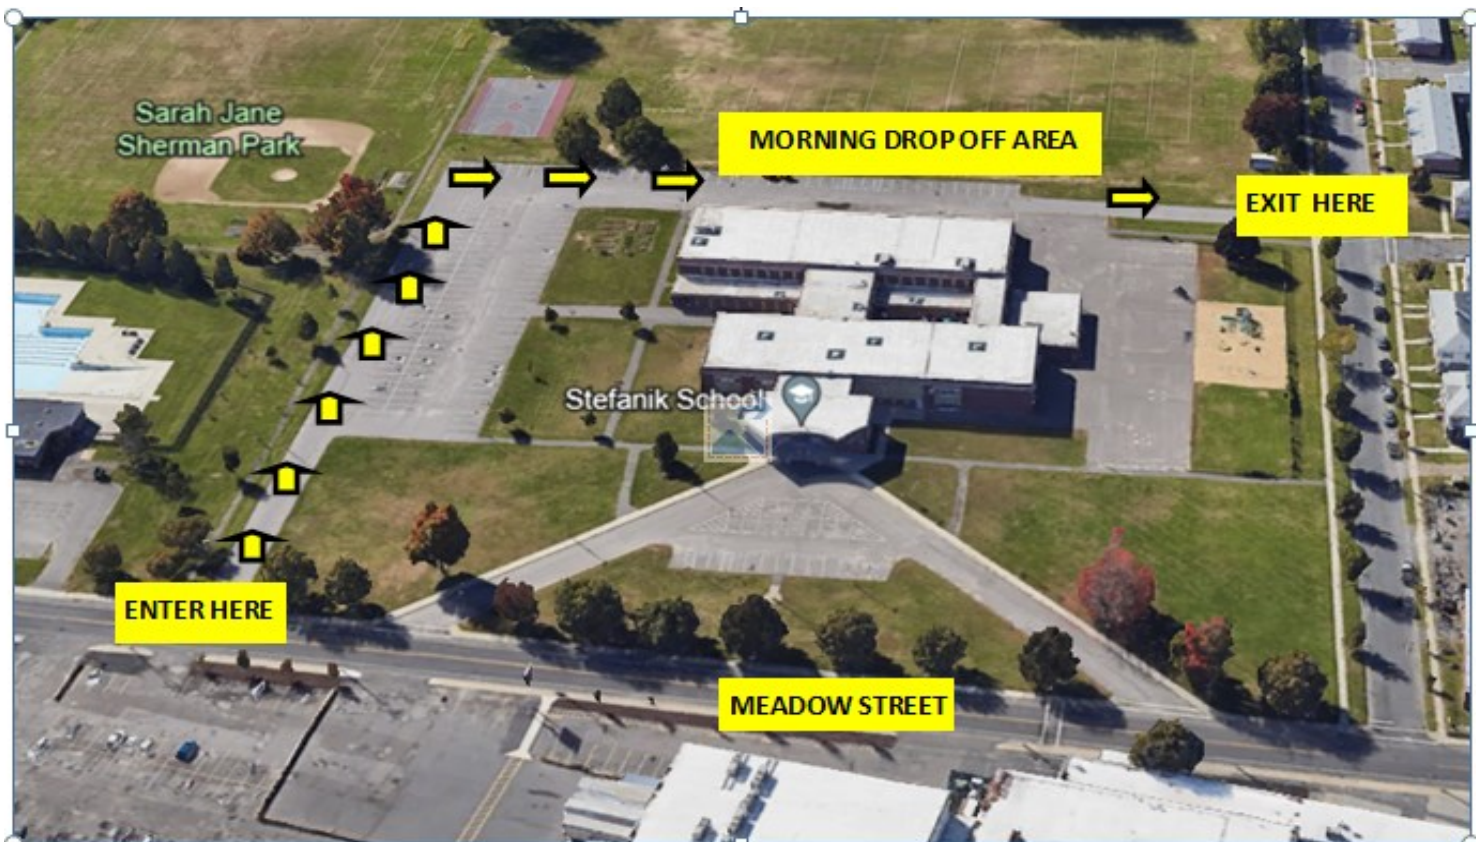 Sarah Jane
Sherman Park
MORNING DROP OFF AREA
EXIT HERE
Stefanik School
ENTER HERE
MEADOW STREET